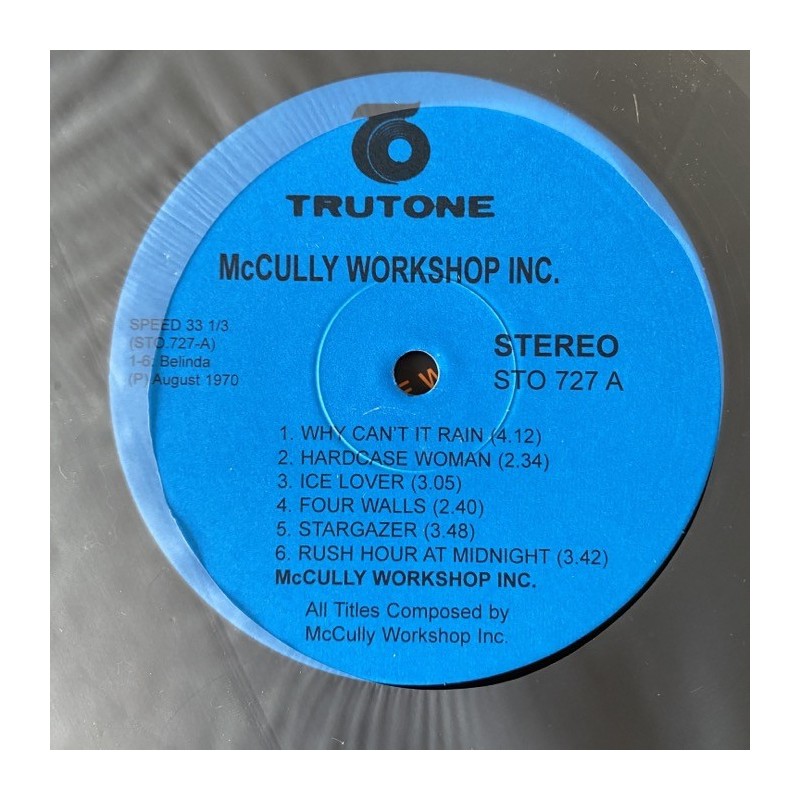 TRUTONE
McCULLY WORKSHOP INC.
SPEED 33 1/3
(STO.727-A)
1-6: Belinda
(P) August 1970
STEREO
STO 727 A
1. WHY CAN'T IT RAIN (4.12)
2. HARDCASE WOMAN (2.34)
3. ICE LOVER (3.05)
4. FOUR WALLS (2.40)
5. STARGAZER (3.48)
6. RUSH HOUR AT MIDNIGHT (3.42)
McCULLY WORKSHOP INC.
All Titles Composed by
McCully Workshop Inc.